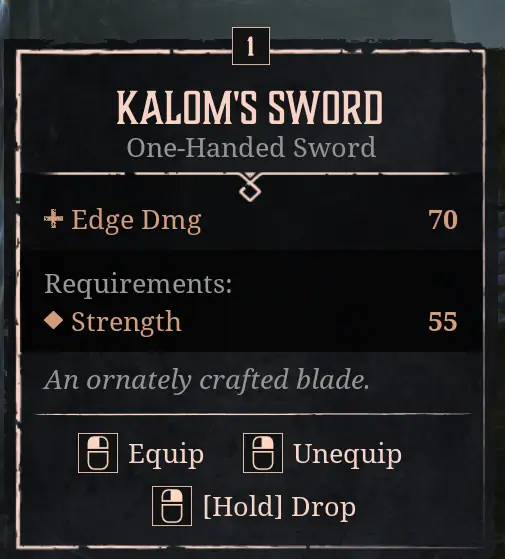 1
KALOM'S SWORD
One-Handed Sword
Edge Dmg 70
Requirements:
Strength 55
An ornately crafted blade.
Equip Unequip
[Hold] Drop